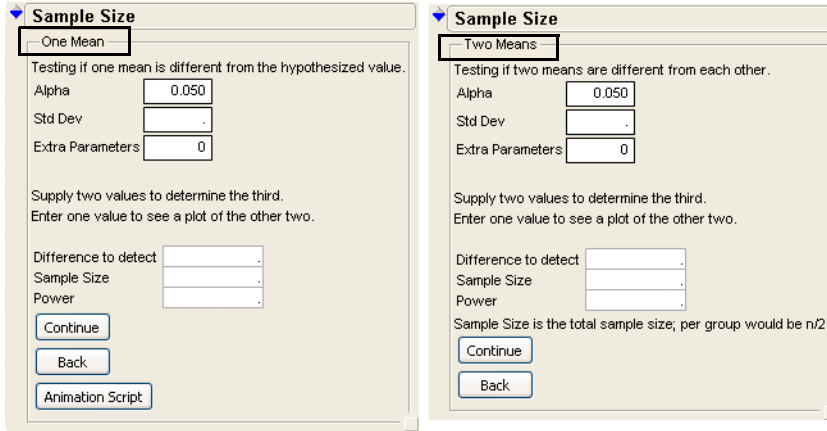 Sample Size
One Mean
Testing if one mean is different from the hypothesized value.
Alpha 0.050
Std Dev .
Extra Parameters 0
Supply two values to determine the third.
Enter one value to see a plot of the other two.
Difference to detect .
Sample Size .
Power .
Continue
Back
Animation Script
Sample Size
Two Means
Testing if two means are different from each other.
Alpha 0.050
Std Dev .
Extra Parameters 0
Supply two values to determine the third.
Enter one value to see a plot of the other two.
Difference to detect .
Sample Size .
Power .
Sample Size is the total sample size; per group would be n/2
Continue
Back